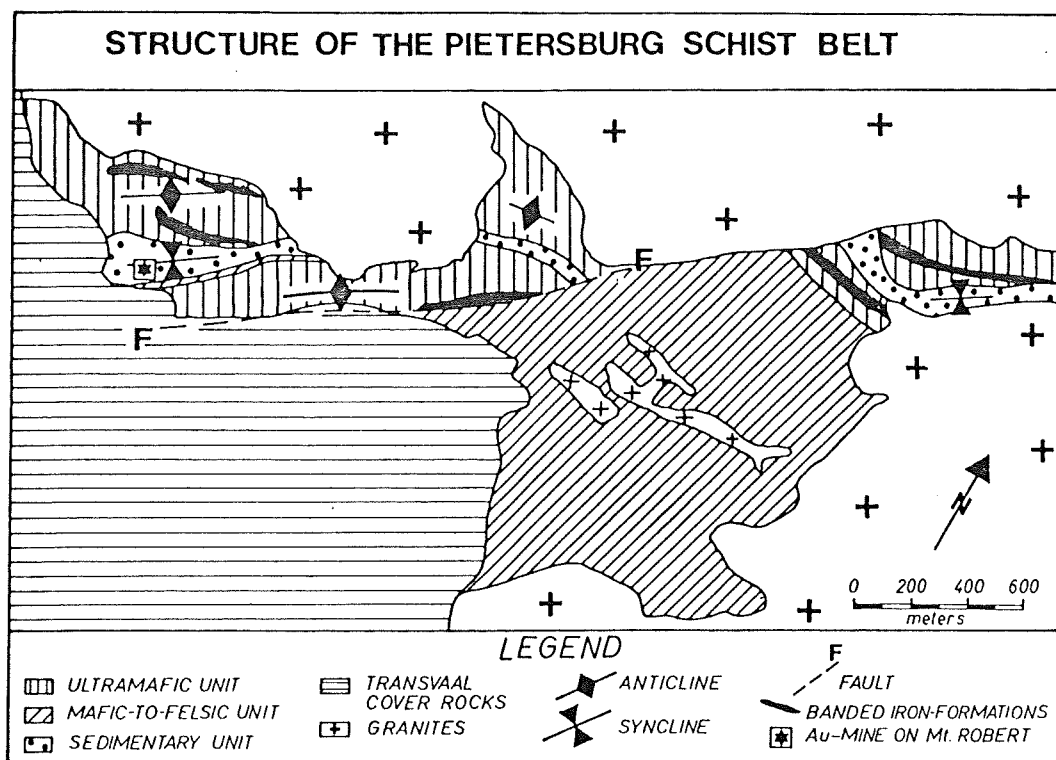 STRUCTURE OF THE PIETERSBURG SCHIST BELT
F
F
N
0 200 400 600
meters
LEGEND
ULTRAMAFIC UNIT
MAFIC-TO-FELSIC UNIT
SEDIMENTARY UNIT
TRANSVAAL
COVER ROCKS
GRANITES
ANTICLINE
SYNCLINE
F
FAULT
BANDED IRON-FORMATIONS
Au-MINE ON Mt. ROBERT